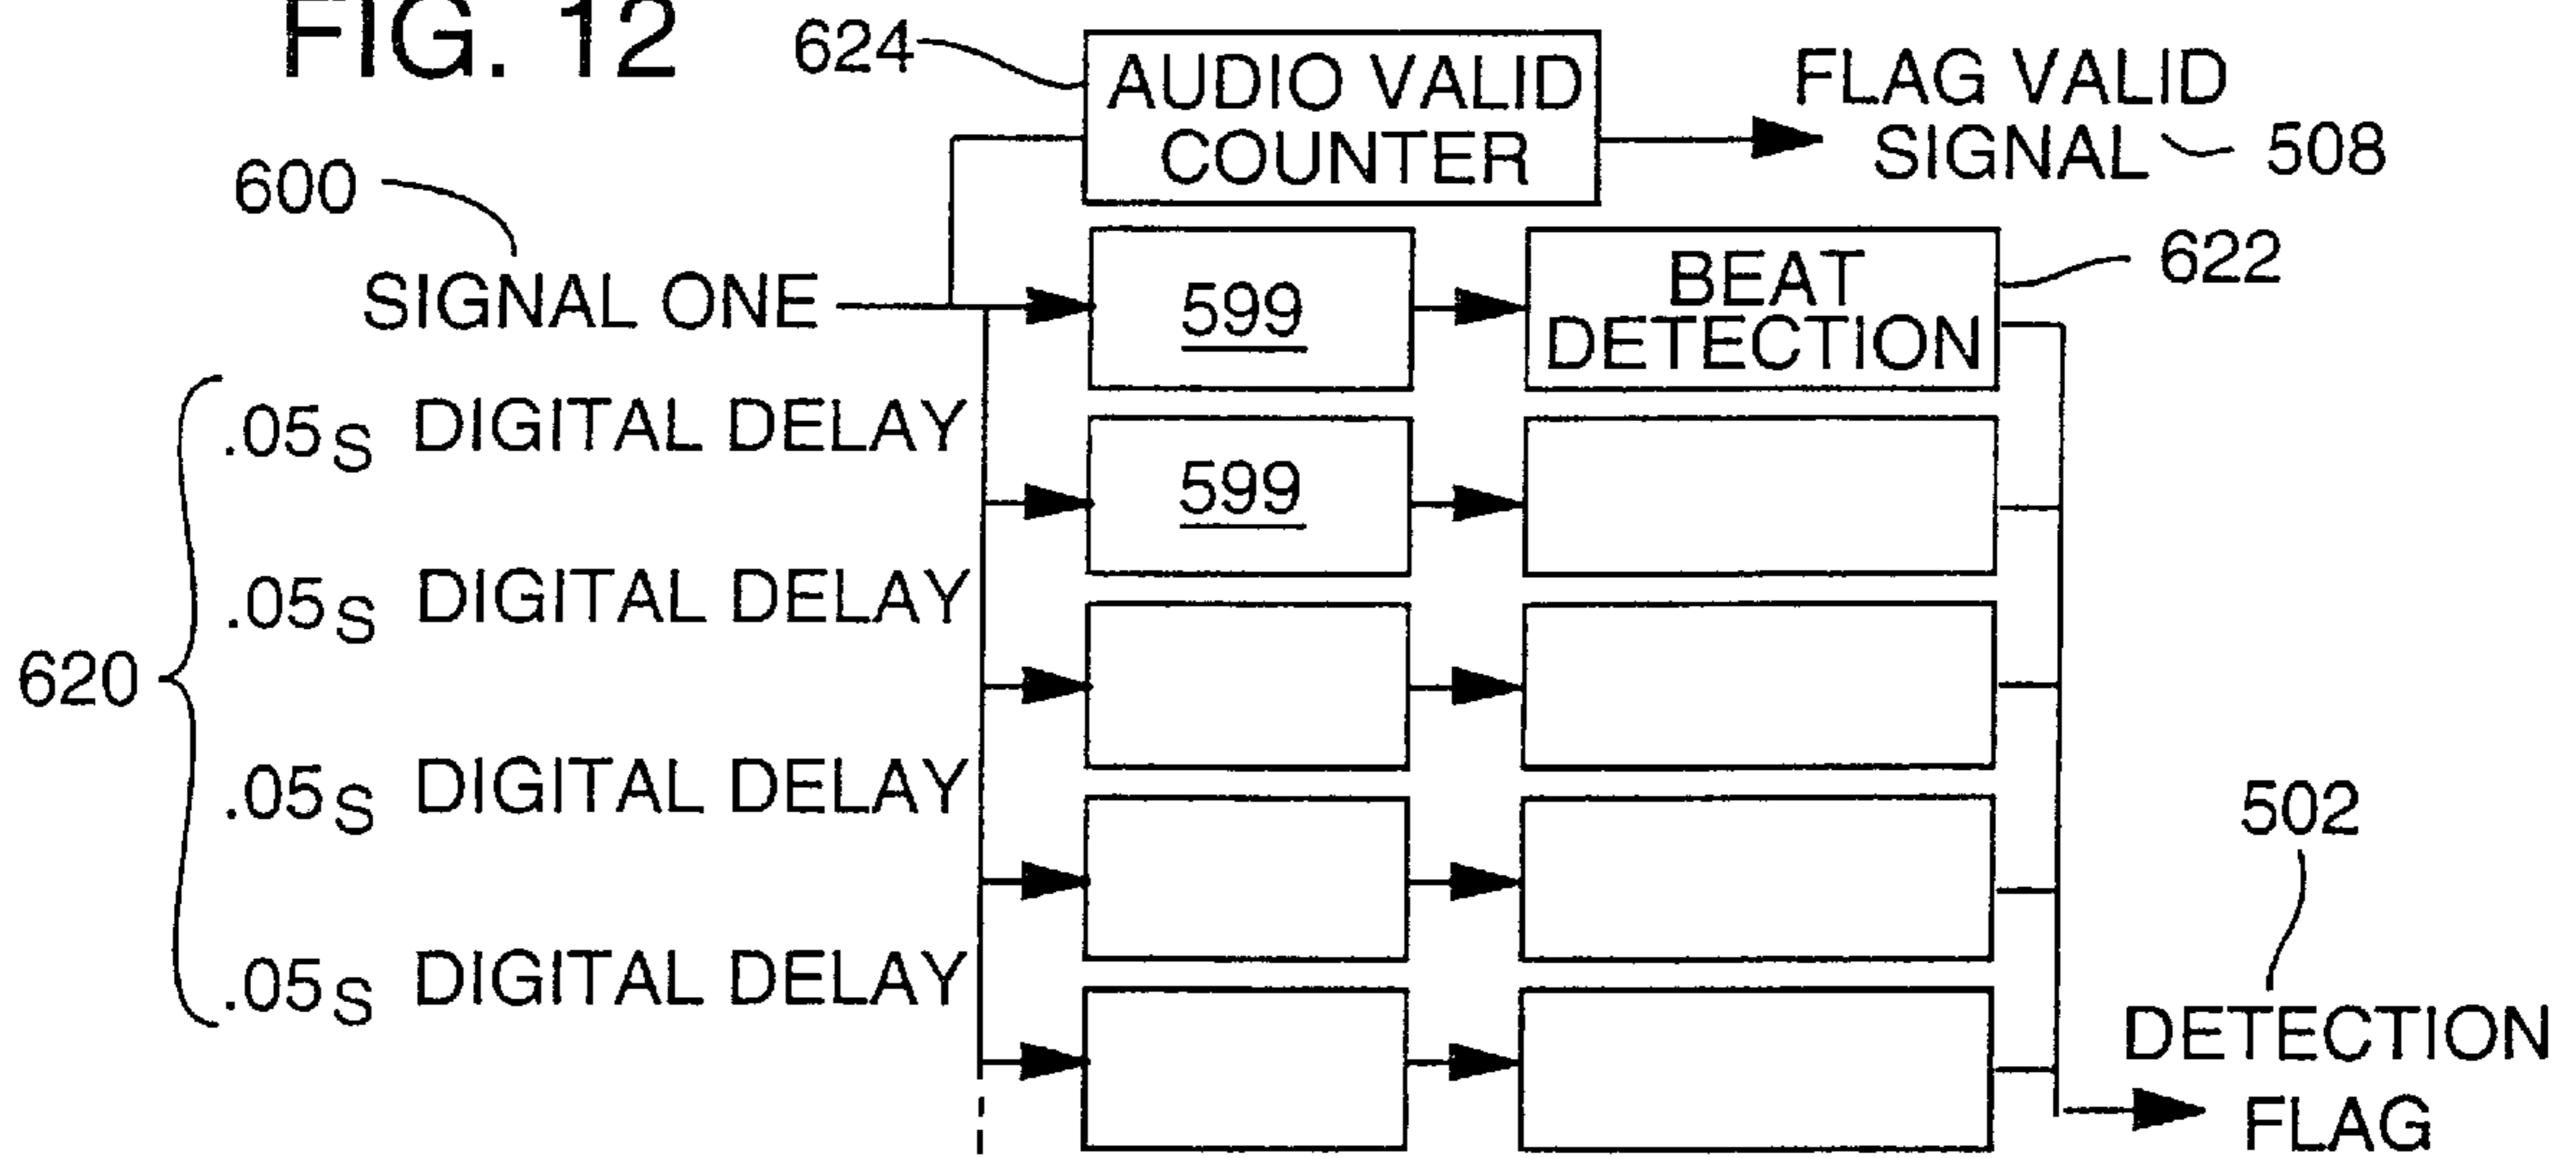 FIG. 12
624
AUDIO VALID
COUNTER
FLAG VALID
SIGNAL
508
600
SIGNAL ONE
599
BEAT
DETECTION
622
.05s DIGITAL DELAY
599
.05s DIGITAL DELAY
620
.05s DIGITAL DELAY
502
.05s DIGITAL DELAY
DETECTION
FLAG